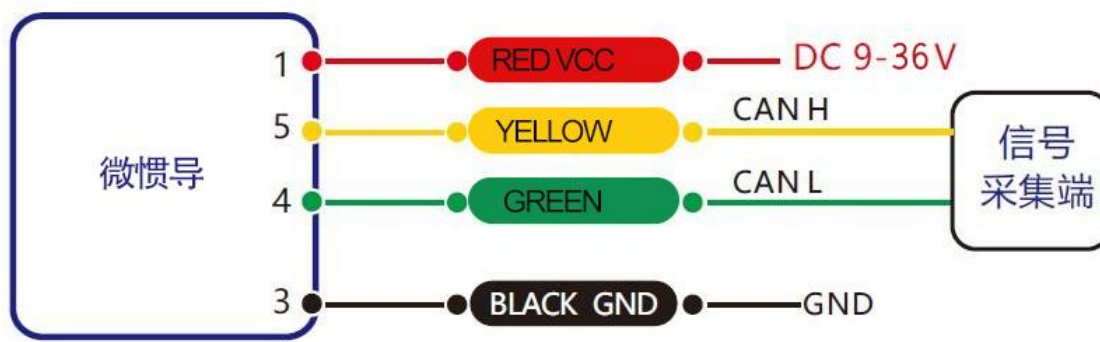 1 RED VCC DC 9-36V
5 YELLOW CAN H
微惯导
信号
采集端
4 GREEN CAN L
3 BLACK GND GND